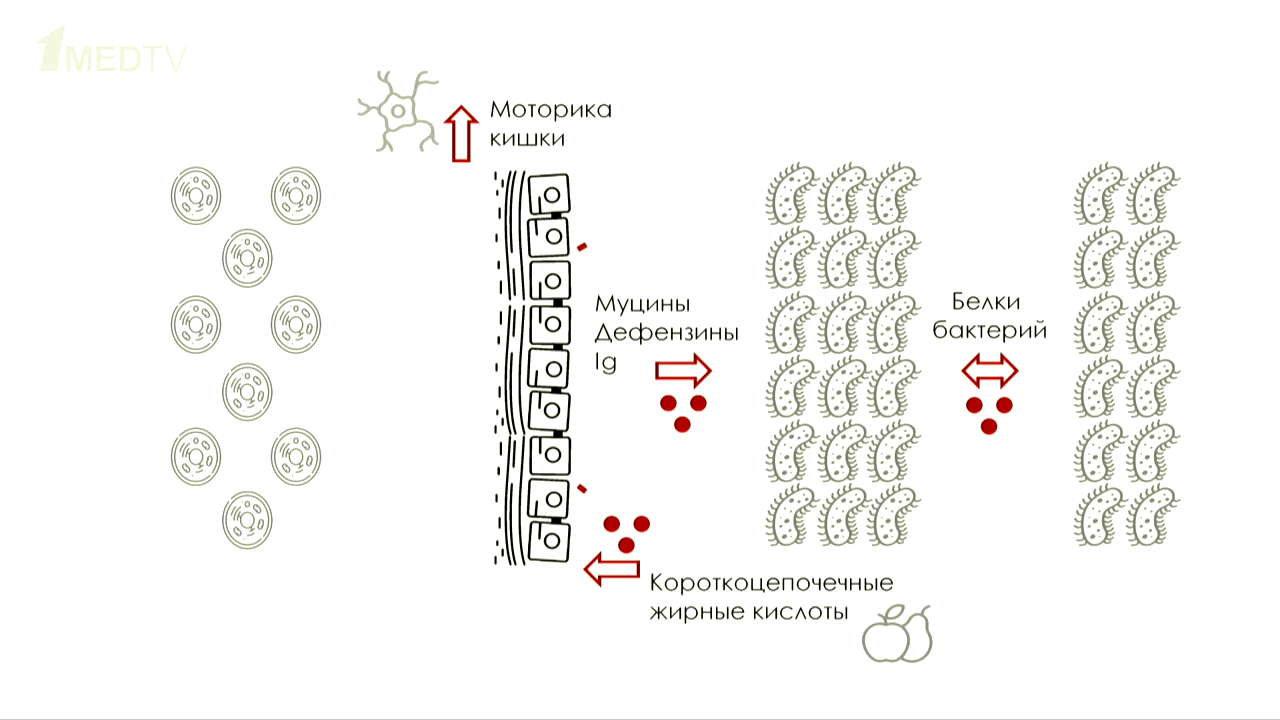 1MEDTV
Моторика
кишки
Муцины
Дефензины
Ig
Белки
бактерий
Короткоцепочечные
жирные кислоты